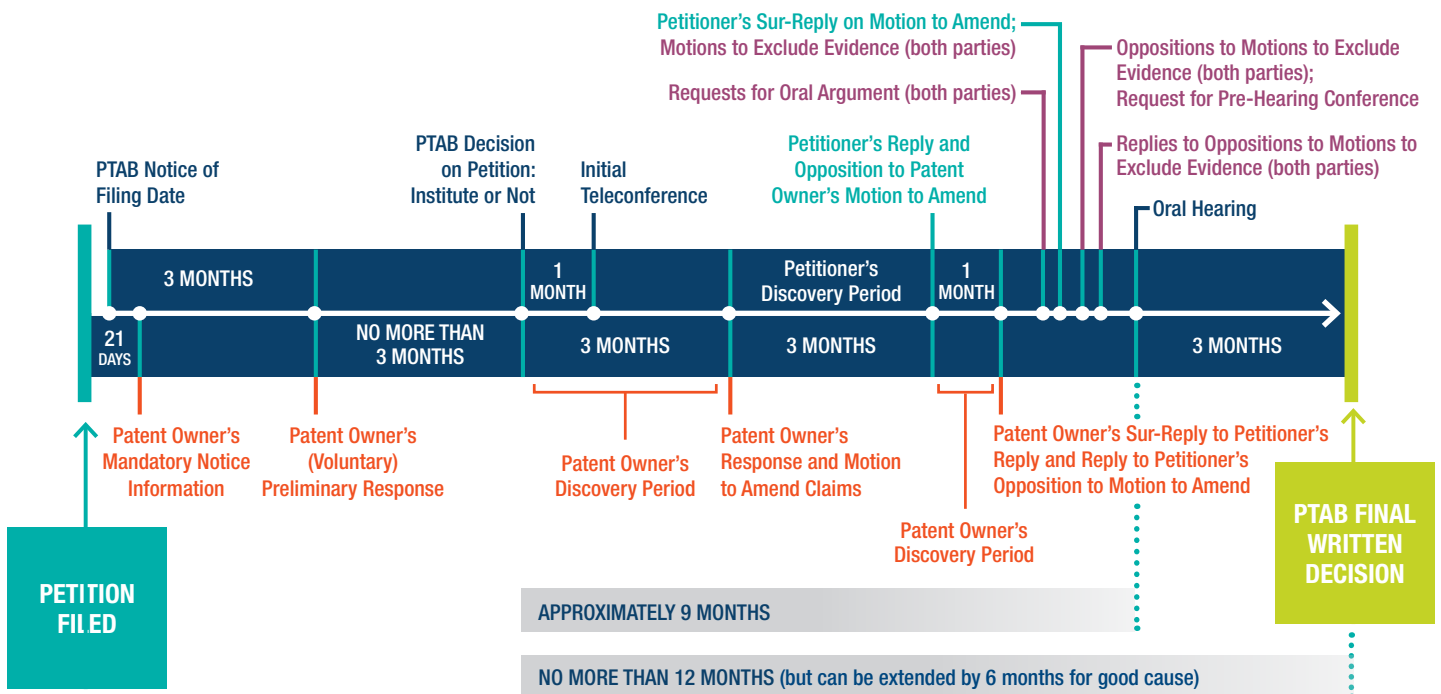 Petitioner’s Sur-Reply on Motion to Amend;
Motions to Exclude Evidence (both parties)
Requests for Oral Argument (both parties)
Oppositions to Motions to Exclude
Evidence (both parties);
Request for Pre-Hearing Conference
Replies to Oppositions to Motions to
Exclude Evidence (both parties)
PTAB Notice of
Filing Date
PTAB Decision
on Petition:
Institute or Not
Initial
Teleconference
Petitioner’s Reply and
Opposition to Patent
Owner’s Motion to Amend
Oral Hearing
3 MONTHS
1
MONTH
Petitioner’s
Discovery Period
1
MONTH
21
DAYS
NO MORE THAN
3 MONTHS
3 MONTHS
3 MONTHS
3 MONTHS
Patent Owner’s
Mandatory Notice
Information
Patent Owner’s
(Voluntary)
Preliminary Response
Patent Owner’s
Discovery Period
Patent Owner’s
Response and Motion
to Amend Claims
Patent Owner’s
Discovery Period
Patent Owner’s Sur-Reply to Petitioner’s
Reply and Reply to Petitioner’s
Opposition to Motion to Amend
PETITION
FILED
PTAB FINAL
WRITTEN
DECISION
APPROXIMATELY 9 MONTHS
NO MORE THAN 12 MONTHS (but can be extended by 6 months for good cause)